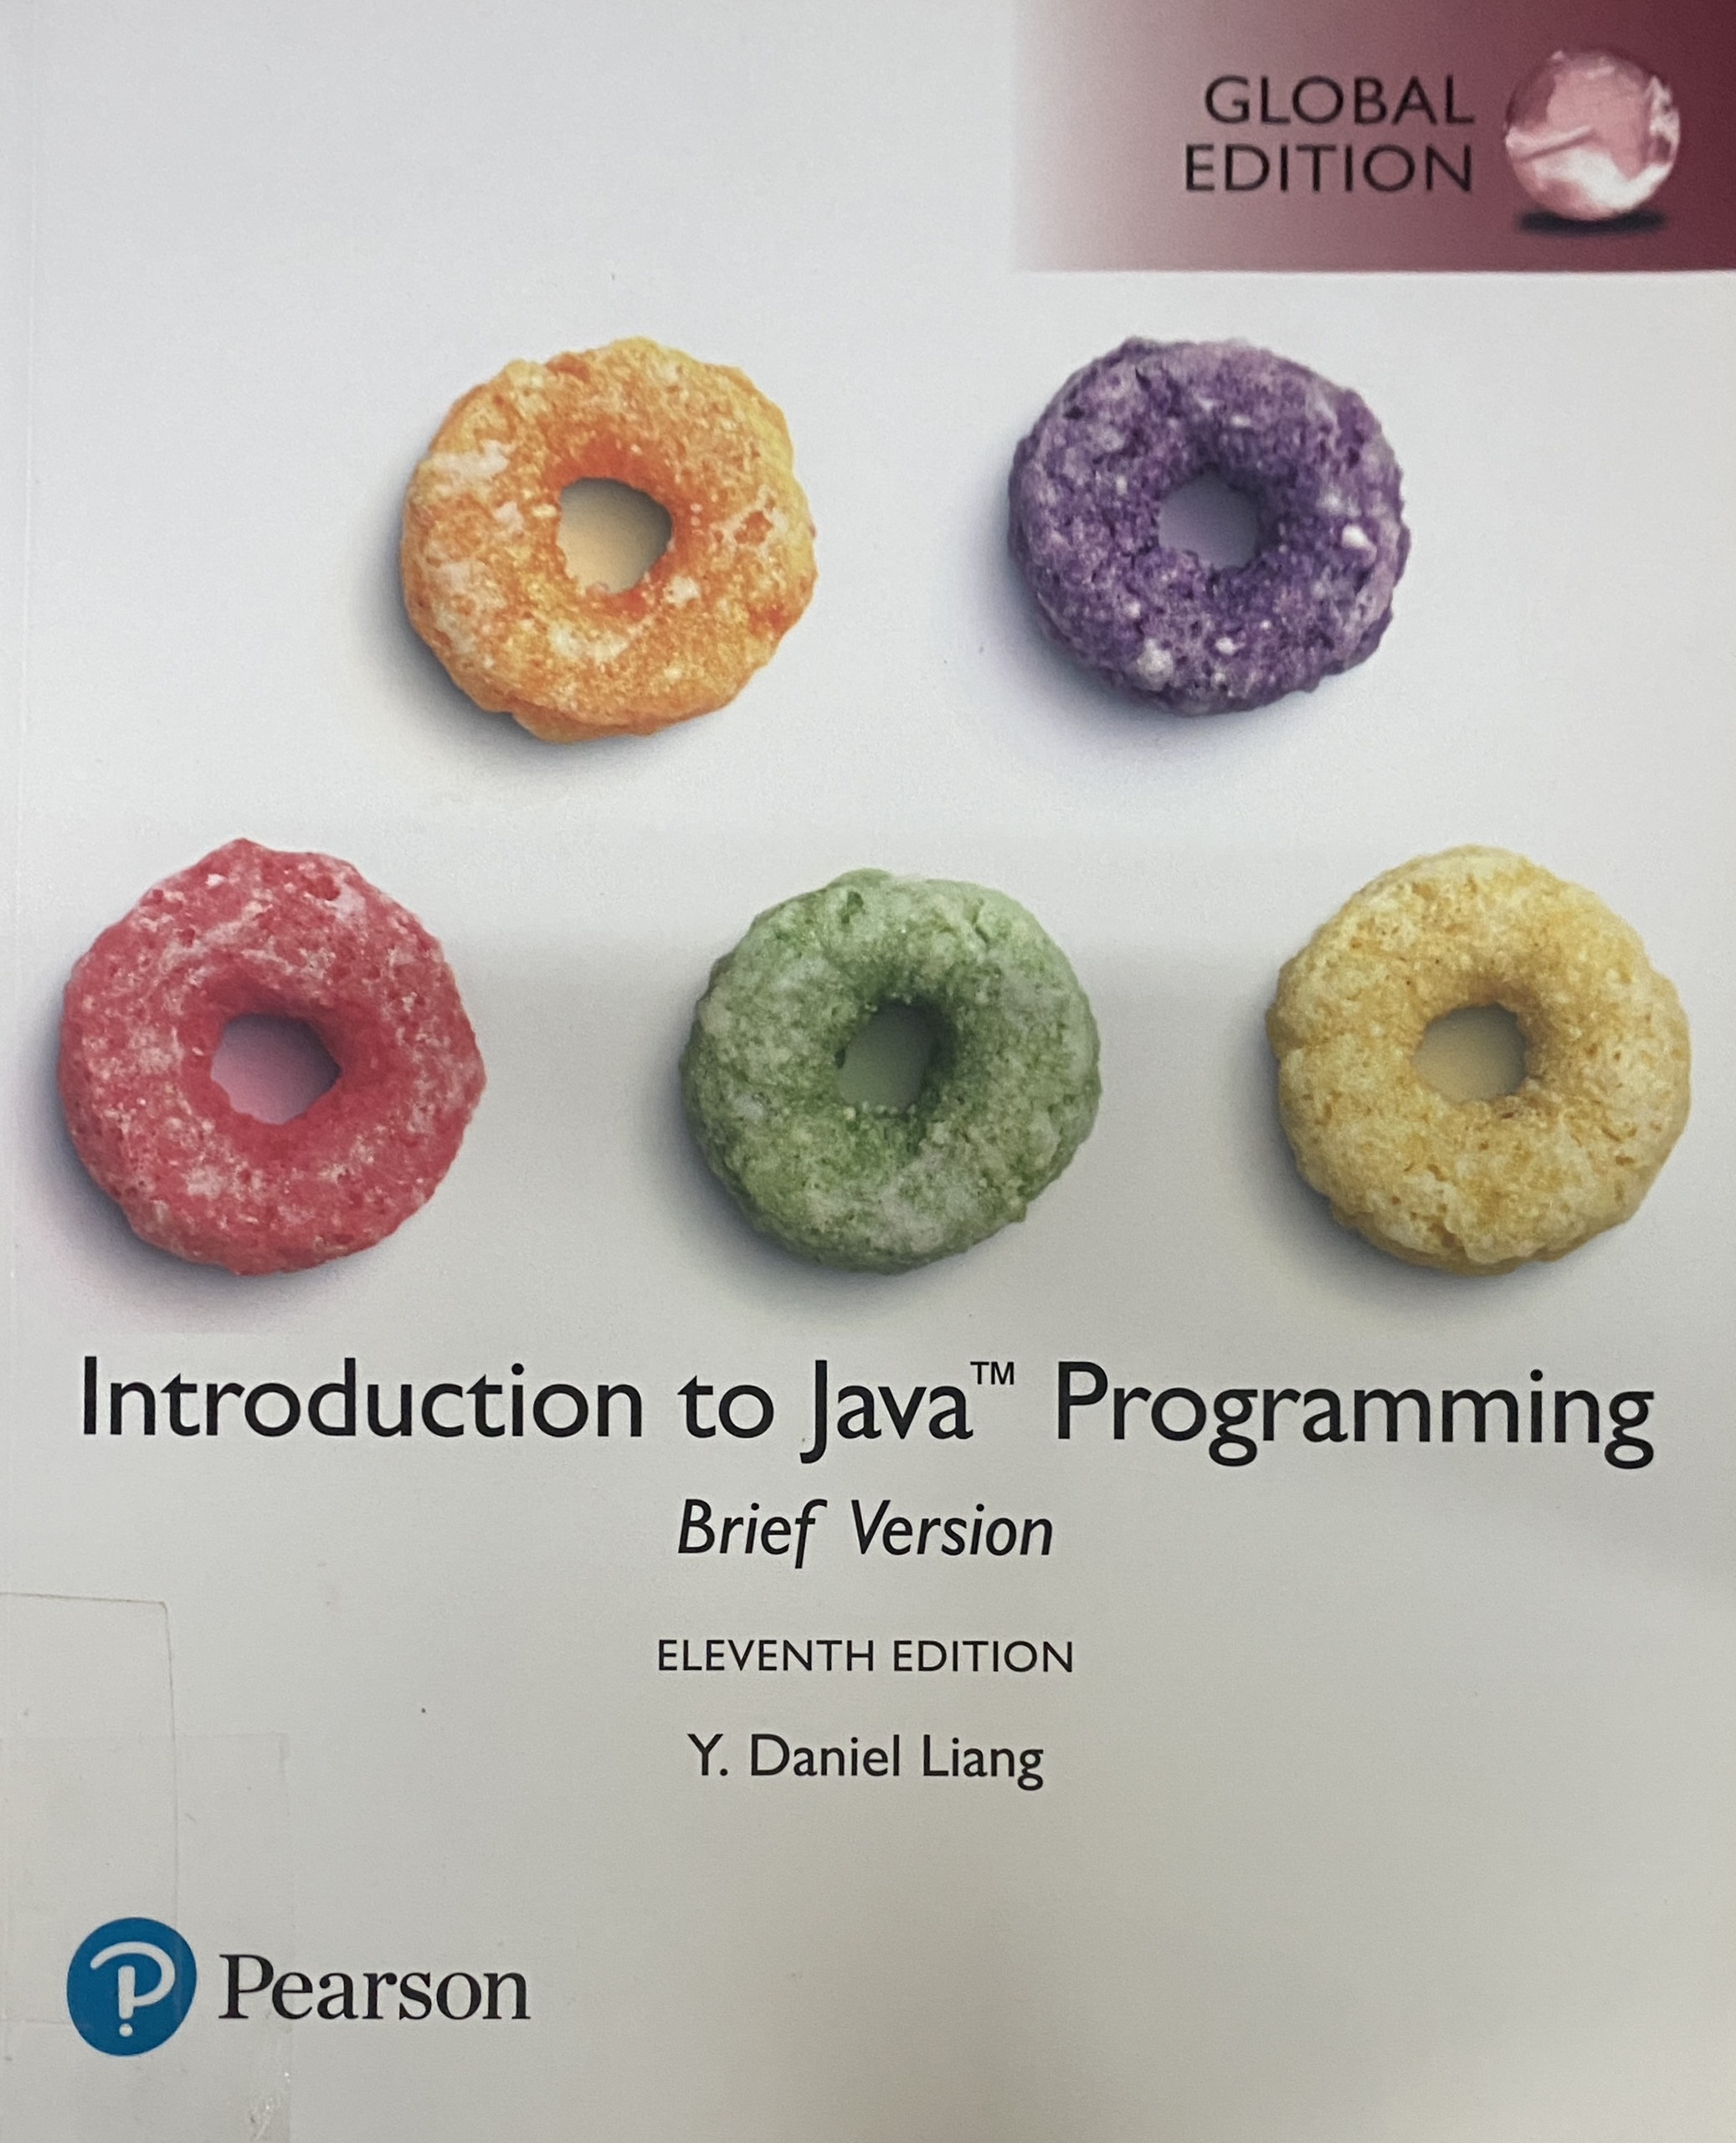 GLOBAL
EDITION
Introduction to Java™ Programming
Brief Version
ELEVENTH EDITION
Y. Daniel Liang
Pearson